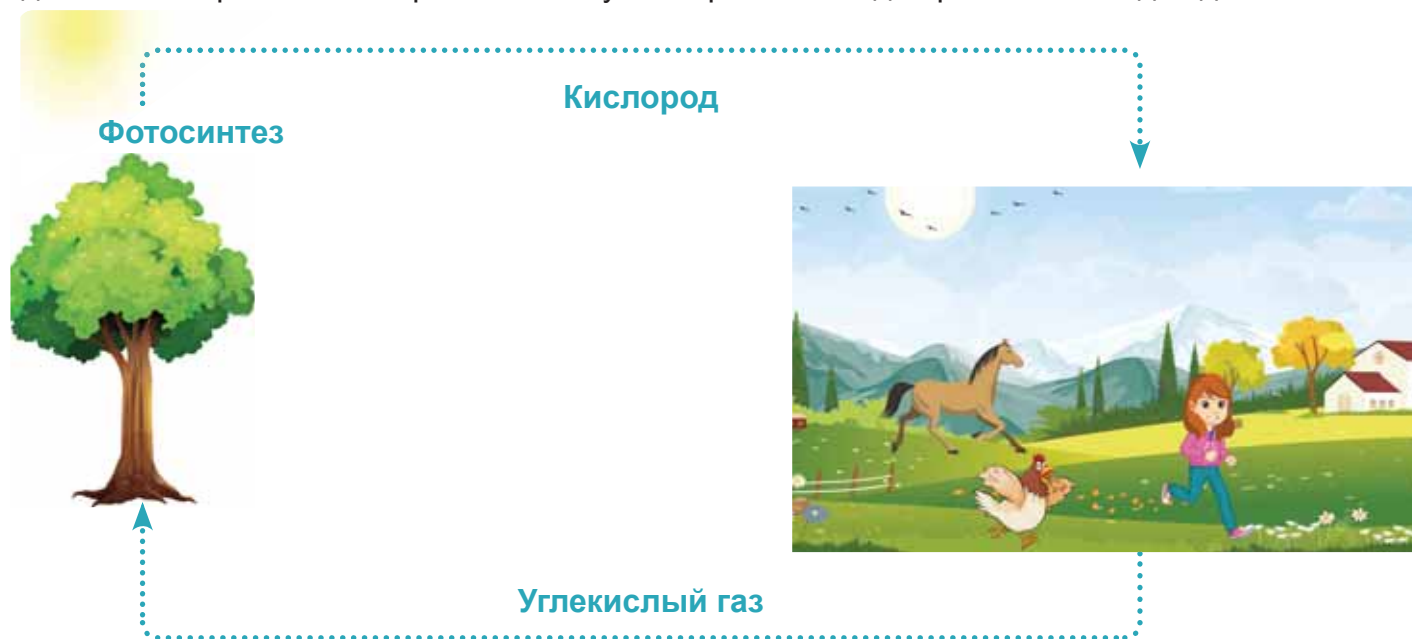 Кислород
Фотосинтез
Углекислый газ